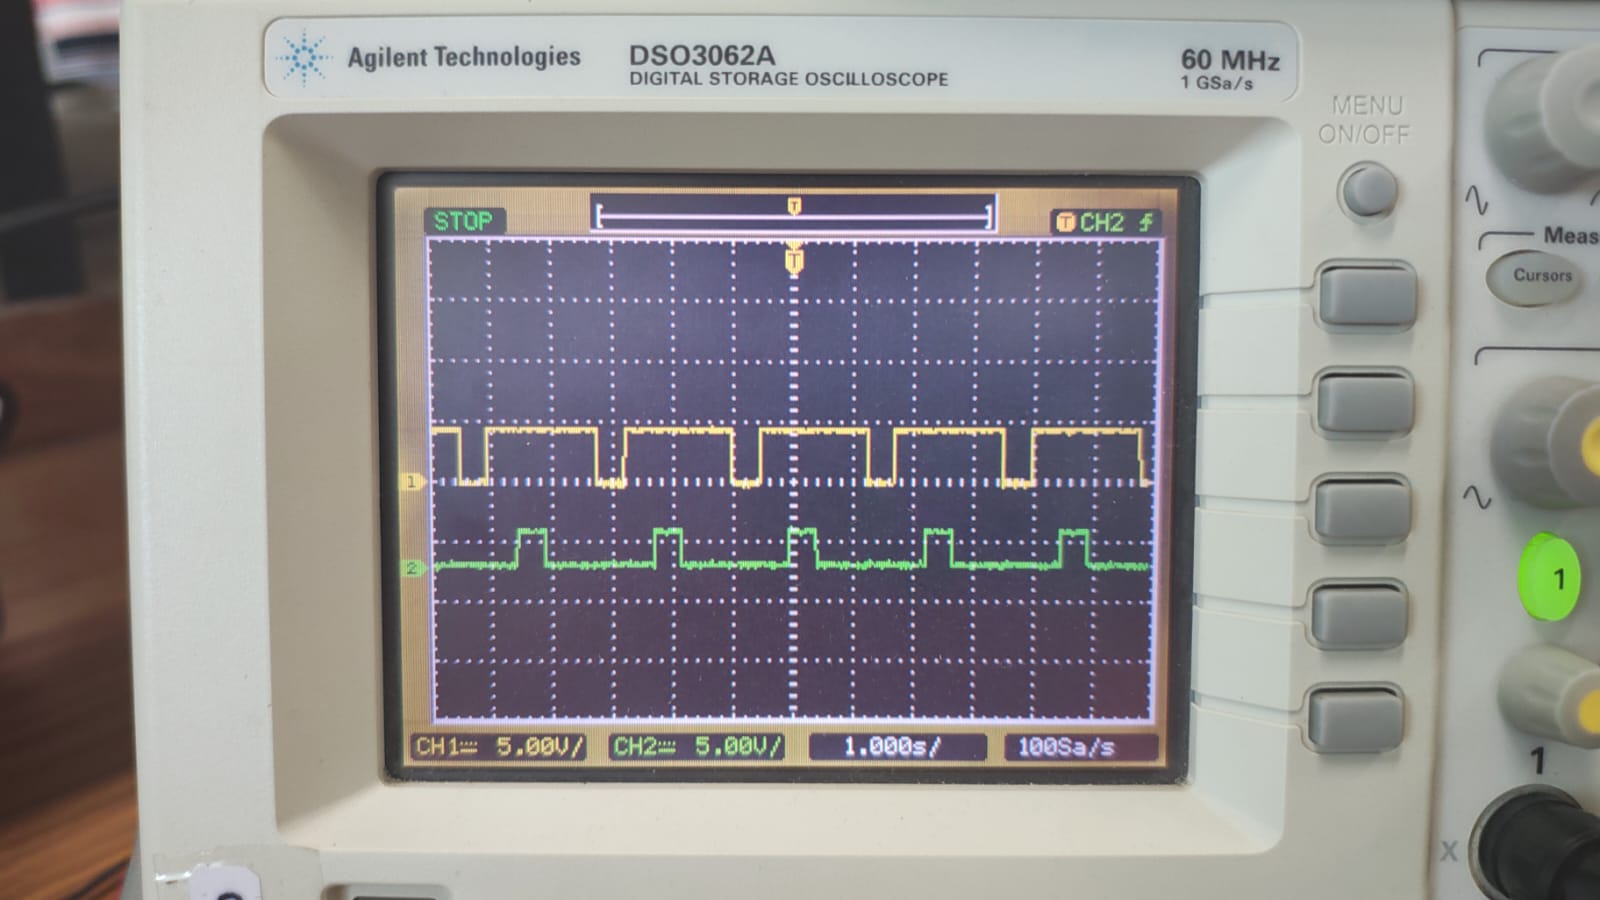 Agilent Technologies DSO3062A 60 MHz
DIGITAL STORAGE OSCILLOSCOPE 1 GSa/s
MENU
ON/OFF
STOP T T CH2
T
Meas
Cursors
1
2
1
CH1 5.00V/ CH2 5.00V/ 1.000s/ 100Sa/s
1
X